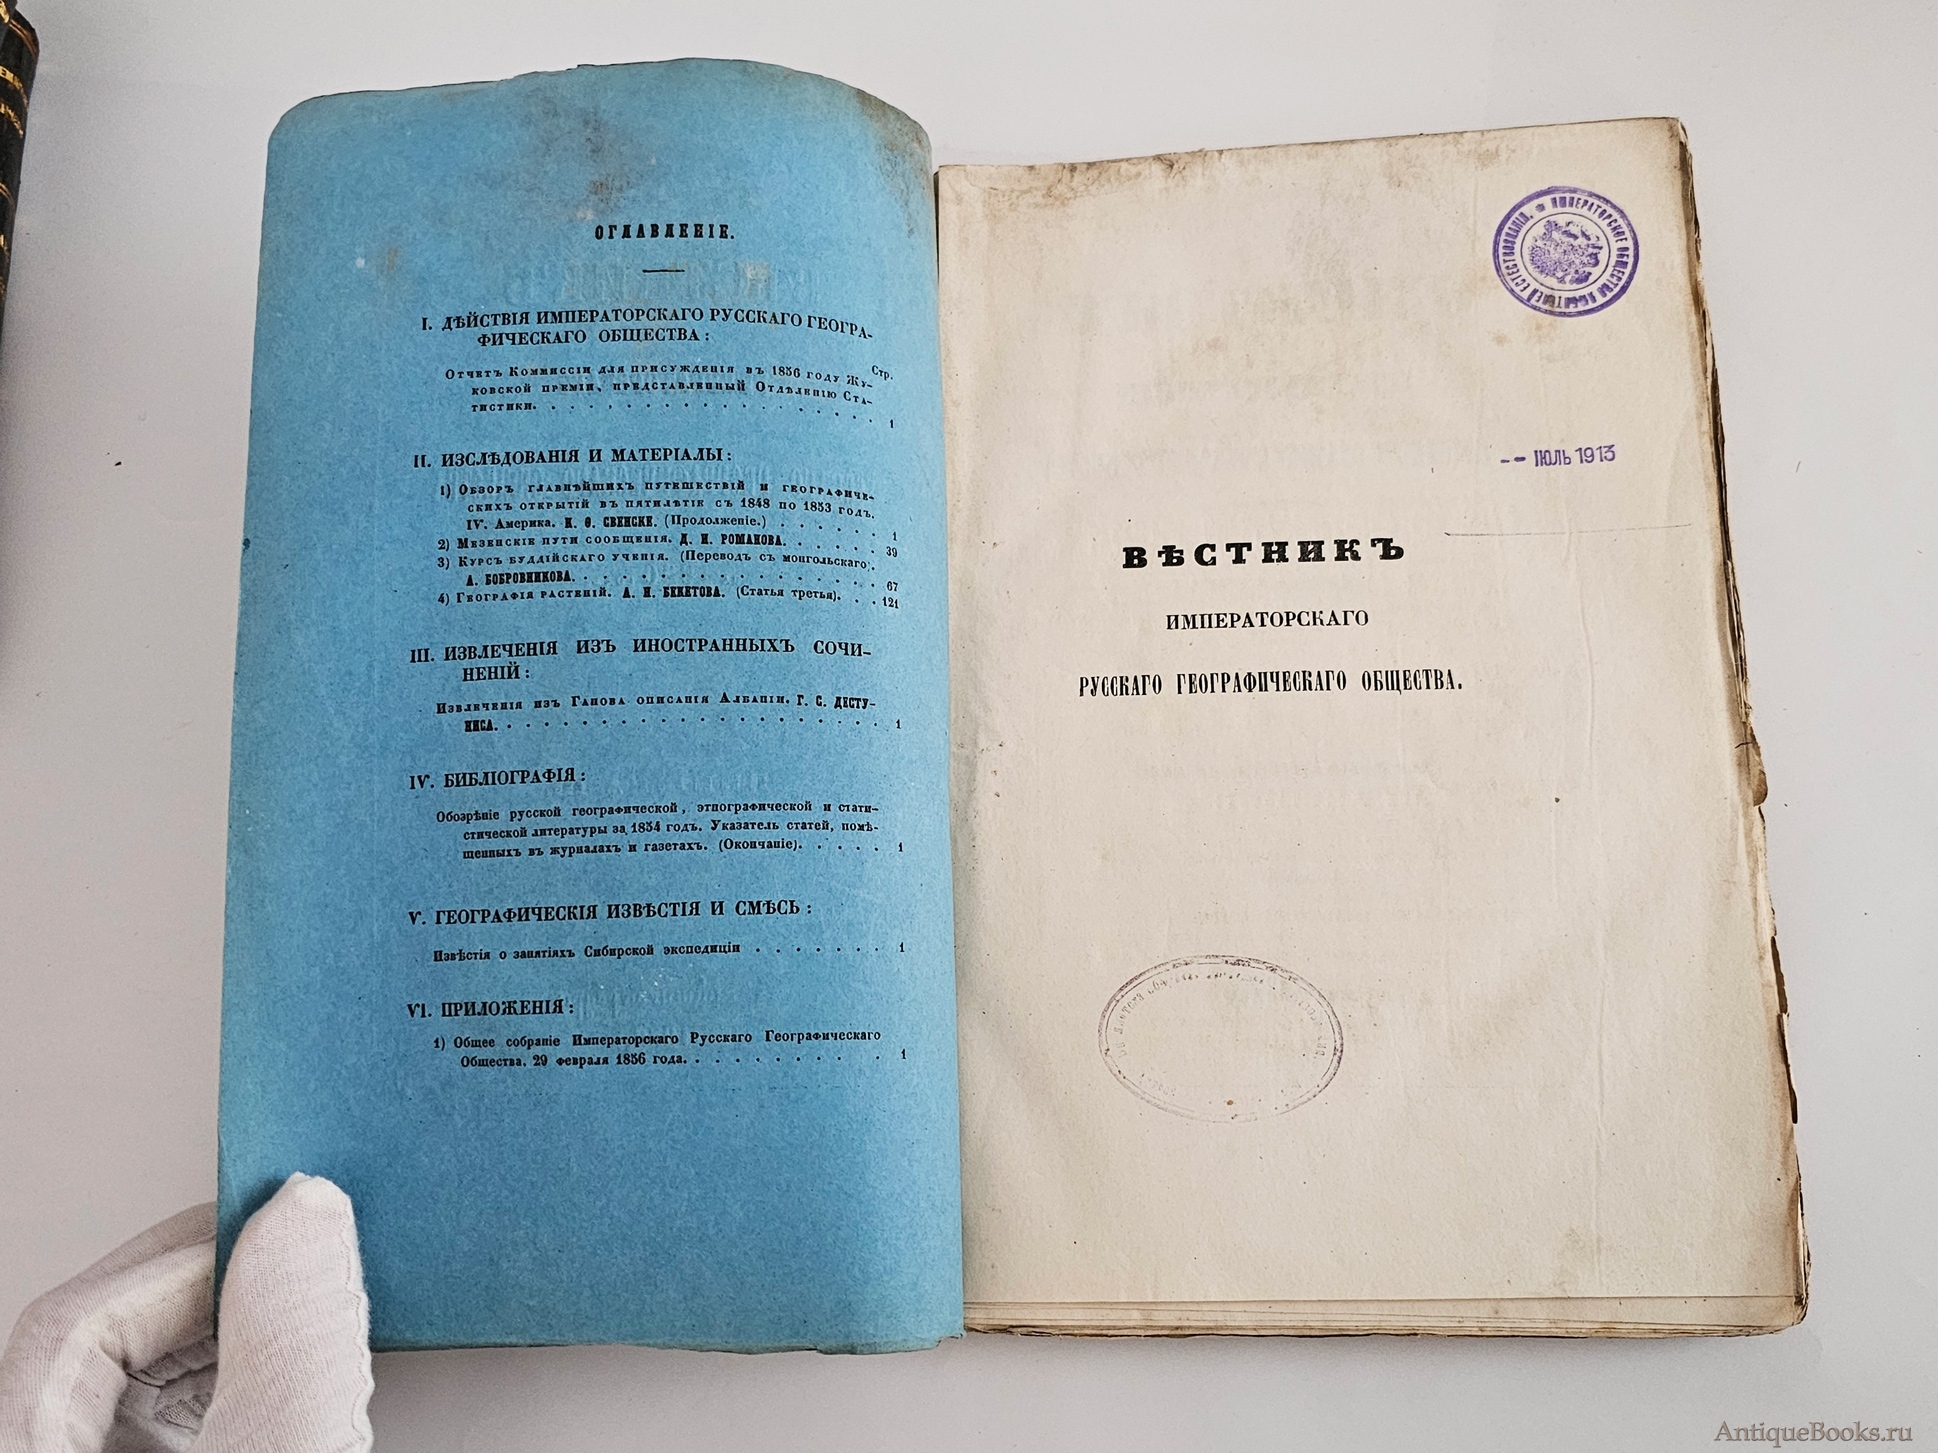 ОГЛАВЛЕНІЕ.
I. ДѢЙСТВІЯ ИМПЕРАТОРСКАГО РУССКАГО ГЕОГРА-
ФИЧЕСКАГО ОБЩЕСТВА:
Стр.
Отчетъ Коммиссіи для присужденія въ 1856 году Жу-
ковской преміи, представленный Отдѣленію Ста-
тистики. . . . . . . . . . . . . . . . . . 1
II. ИЗСЛѢДОВАНІЯ И МАТЕРІАЛЫ:
1) Обзоръ главнѣйшихъ путешествій и географиче-
скихъ открытій въ пятилѣтіе съ 1848 по 1853 годъ.
IV. Америка. К. Ѳ. СВЕНСКЕ. (Продолженіе.) . . . . . 1
2) Мезенскіе пути сообщенія. Д. И. РОМАНОВА. . . . . . 39
3) Курсъ буддійскаго ученія. (Переводъ съ монгольскаго).
А. БОБРОВНИКОВА. . . . . . . . . . . . . . . 67
4) Географія растеній. А. Н. БЕКЕТОВА. (Статья третья). . . 121
III. ИЗВЛЕЧЕНІЯ ИЗЪ ИНОСТРАННЫХЪ СОЧИ-
НЕНІЙ:
Извлеченія изъ Ганова описанія Албаніи. Г. С. ДЕСТУ-
НИСА. . . . . . . . . . . . . . . . . . . 1
IV. БИБЛІОГРАФІЯ:
Обозрѣніе русской географической, этнографической и стати-
стической литературы за 1854 годъ. Указатель статей, помѣ-
щенныхъ въ журналахъ и газетахъ. (Окончаніе). . . . . 1
V. ГЕОГРАФИЧЕСКІЯ ИЗВѢСТІЯ И СМѢСЬ:
Извѣстія о занятіяхъ Сибирской экспедиціи . . . . . . . 1
VI. ПРИЛОЖЕНІЯ:
1) Общее собраніе Императорскаго Русскаго Географическаго
Общества, 29 февраля 1856 года. . . . . . . . . . 1
ИМПЕРАТОРСКОЕ ОБЩЕСТВО ЛЮБИТЕЛЕЙ ЕСТЕСТВОЗНАНІЯ.
-- ІЮЛЬ 1913
ВѢСТНИКЪ
ИМПЕРАТОРСКАГО
РУССКАГО ГЕОГРАФИЧЕСКАГО ОБЩЕСТВА.
AntiqueBooks.ru